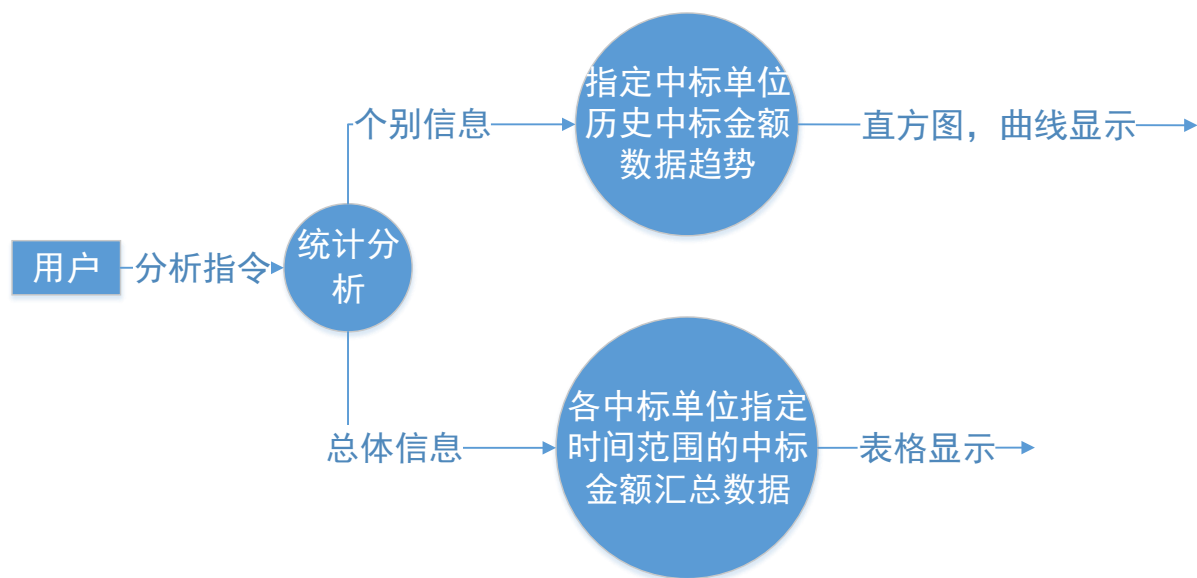 指定中标单位
历史中标金额
数据趋势
个别信息
直方图，曲线显示
用户
分析指令
统计分
析
各中标单位指定
时间范围的中标
金额汇总数据
总体信息
表格显示